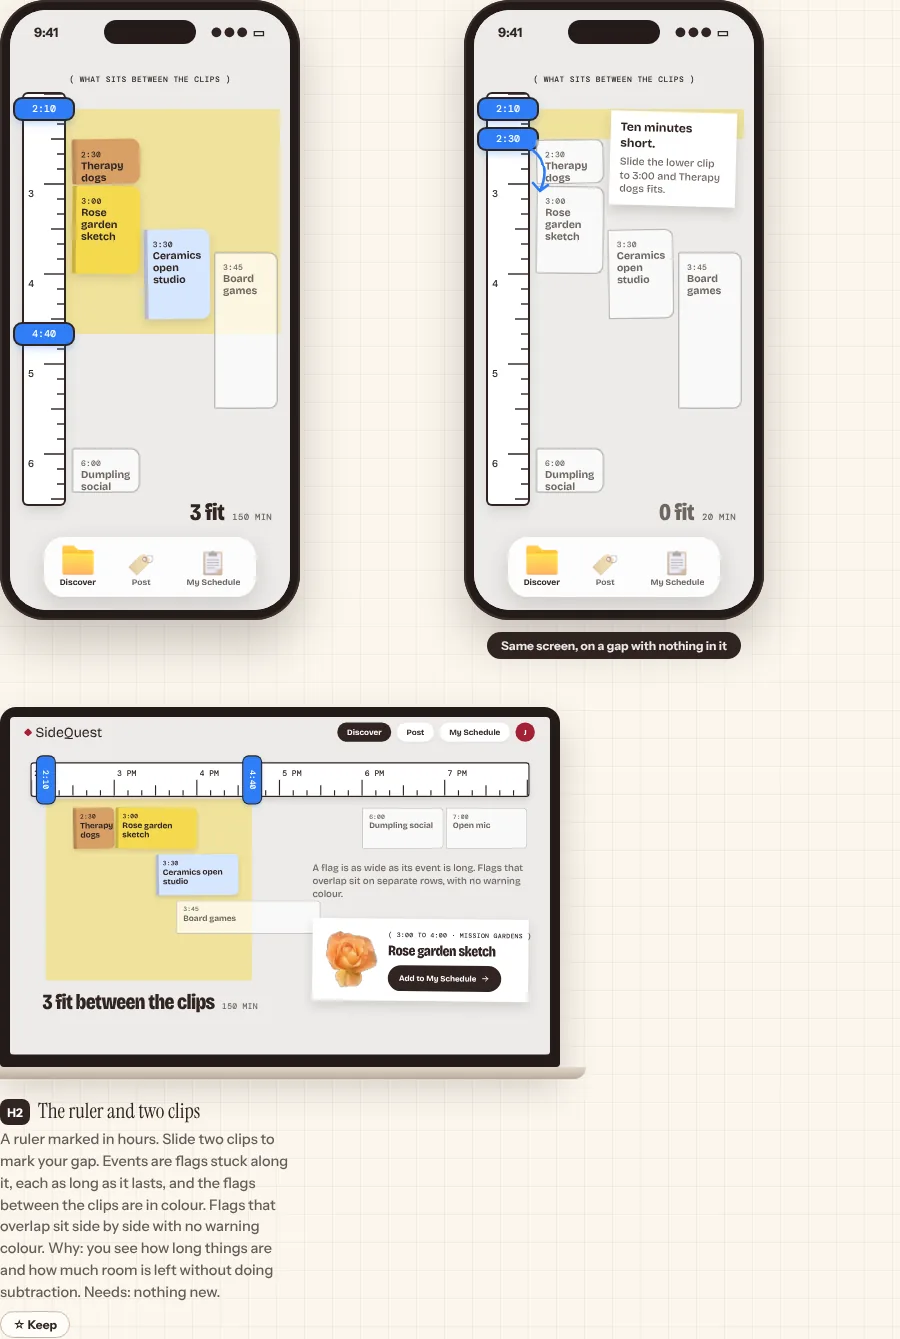 9:41
( WHAT SITS BETWEEN THE CLIPS )
2:10
2:30
Therapy
dogs
3
3:00
Rose
garden
sketch
3:30
Ceramics
open
studio
3:45
Board
games
4
4:40
5
6
6:00
Dumpling
social
3 fit 150 MIN
Discover
Post
My Schedule
9:41
( WHAT SITS BETWEEN THE CLIPS )
2:10
2:30
Ten minutes
short.
Slide the lower clip
to 3:00 and Therapy
dogs fits.
2:30
Therapy
dogs
3
3:00
Rose
garden
sketch
3:30
Ceramics
open
studio
3:45
Board
games
4
5
6
6:00
Dumpling
social
0 fit 20 MIN
Discover
Post
My Schedule
Same screen, on a gap with nothing in it
SideQuest
Discover
Post
My Schedule
J
2:10
3 PM
4 PM
4:40
5 PM
6 PM
7 PM
2:30
Therapy
dogs
3:00
Rose garden
sketch
3:30
Ceramics open
studio
3:45
Board games
6:00
Dumpling social
7:00
Open mic
A flag is as wide as its event is long. Flags that
overlap sit on separate rows, with no warning
colour.
( 3:00 TO 4:00 · MISSION GARDENS )
Rose garden sketch
Add to My Schedule →
3 fit between the clips 150 MIN
H2 The ruler and two clips
A ruler marked in hours. Slide two clips to
mark your gap. Events are flags stuck along
it, each as long as it lasts, and the flags
between the clips are in colour. Flags that
overlap sit side by side with no warning
colour. Why: you see how long things are
and how much room is left without doing
subtraction. Needs: nothing new.
☆ Keep